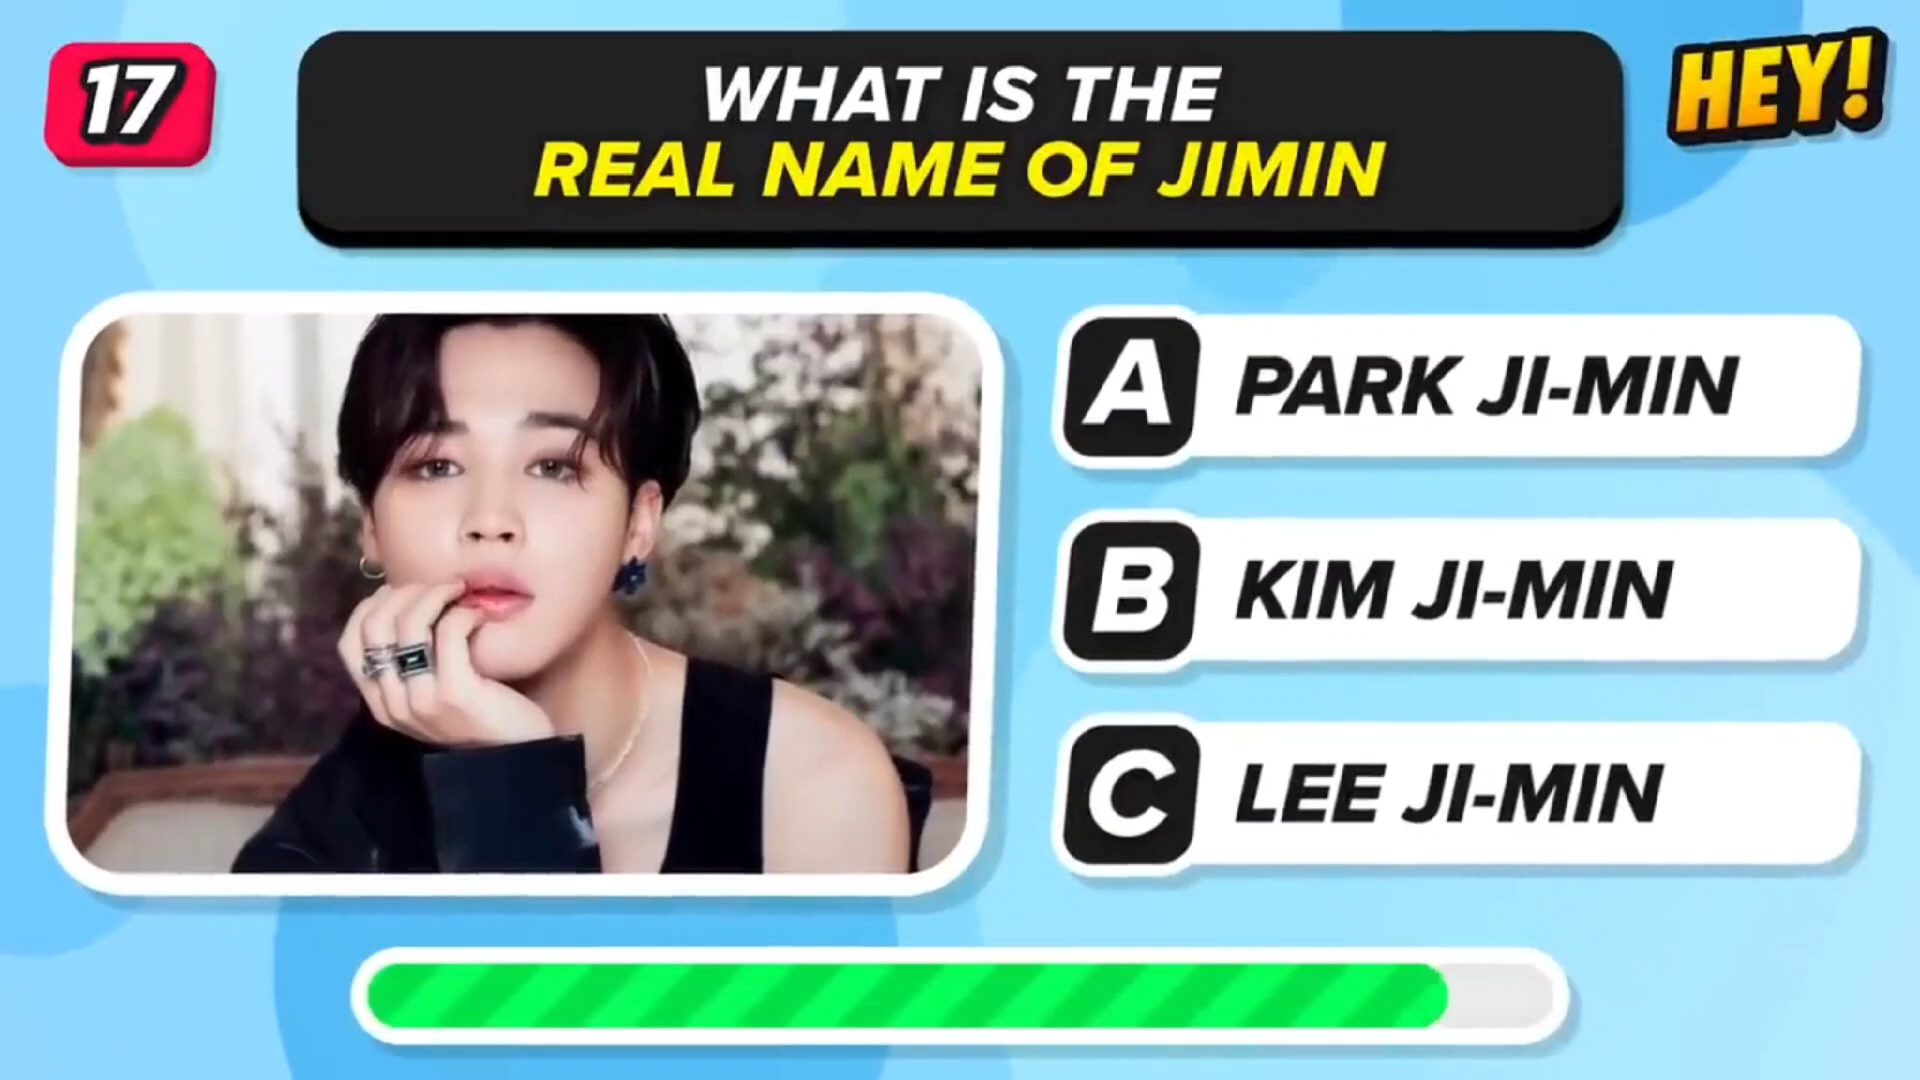 17
WHAT IS THE
REAL NAME OF JIMIN
HEY!
A PARK JI-MIN
B KIM JI-MIN
C LEE JI-MIN